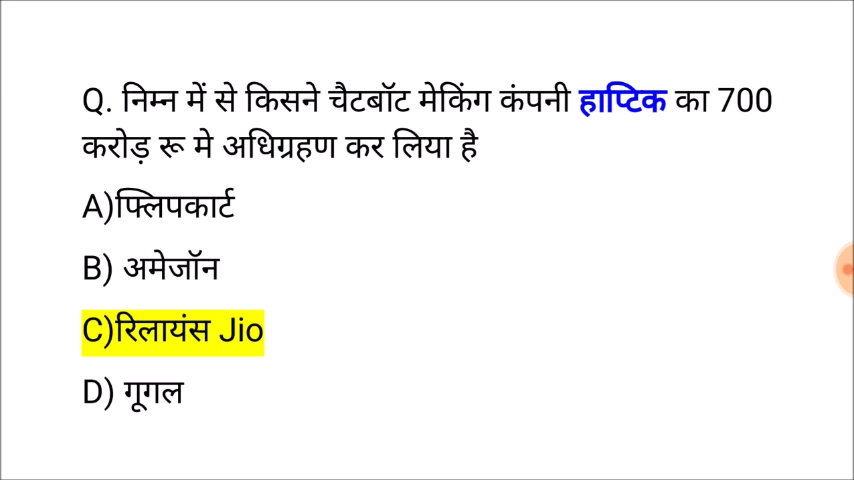 Q. निम्न में से किसने चैटबॉट मेकिंग कंपनी हाप्टिक का 700
करोड़ रू मे अधिग्रहण कर लिया है
A)फ्लिपकार्ट
B) अमेजॉन
C)रिलायंस Jio
D) गूगल